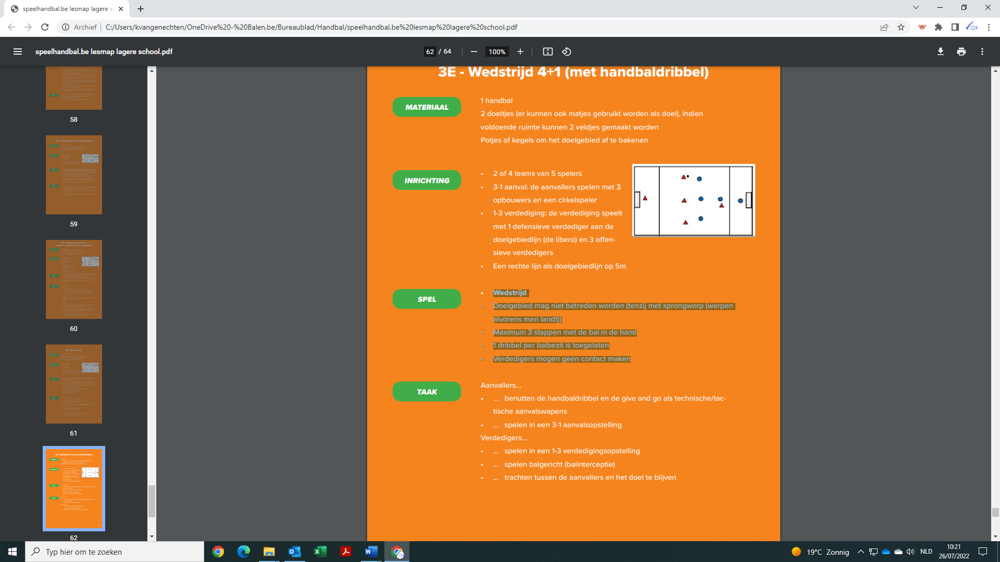 speelhandbal.be lesmap lagere s
Archief
C:/Users/kvangenechten/OneDrive%20-%20Balen.be/Bureaublad/Handbal/speelhandbal.be%20lesmap%20lagere%20school.pdf
speelhandbal.be lesmap lagere school.pdf
62 / 64
100%
58
59
60
61
62
3E - Wedstrijd 4+1 (met handbaldribbel)
MATERIAAL
1 handbal
2 doeltjes (er kunnen ook matjes gebruikt worden als doel), indien
voldoende ruimte kunnen 2 veldjes gemaakt worden
Potjes of kegels om het doelgebied af te bakenen
INRICHTING
• 2 of 4 teams van 5 spelers
• 3-1 aanval: de aanvallers spelen met 3
opbouwers en een cirkelspeler
• 1-3 verdediging: de verdediging speelt
met 1 defensieve verdediger aan de
doelgebiedlijn (de libero) en 3 offen-
sieve verdedigers
• Een rechte lijn als doelgebiedlijn op 5m
SPEL
• Wedstrijd
• Doelgebied mag niet betreden worden (tenzij met sprongworp (werpen
alvorens men landt))
• Maximum 3 stappen met de bal in de hand
• 1 dribbel per balbezit is toegelaten
• Verdedigers mogen geen contact maken
TAAK
Aanvallers...
• ... benutten de handbaldribbel en de give and go als technische/tac-
tische aanvalswapens
• ... spelen in een 3-1 aanvalsopstelling
Verdedigers...
• ... spelen in een 1-3 verdedigingsopstelling
• ... spelen balgericht (balinterceptie)
• ... trachten tussen de aanvallers en het doel te blijven
Typ hier om te zoeken
19°C Zonnig
NLD
10:21
26/07/2022